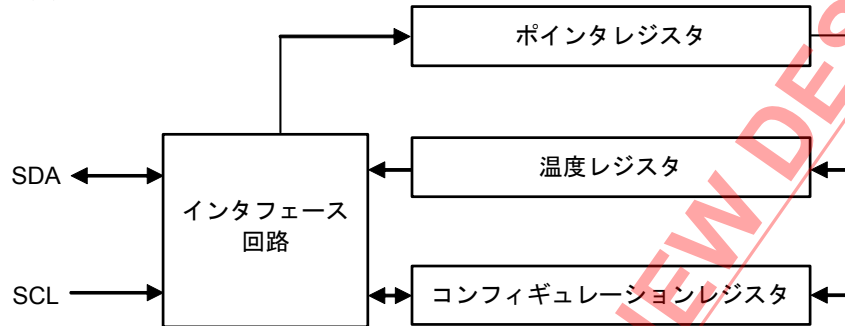 ポインタレジスタ
SDA
温度レジスタ
インタフェース
回路
SCL
コンフィギュレーションレジスタ
NEW DES